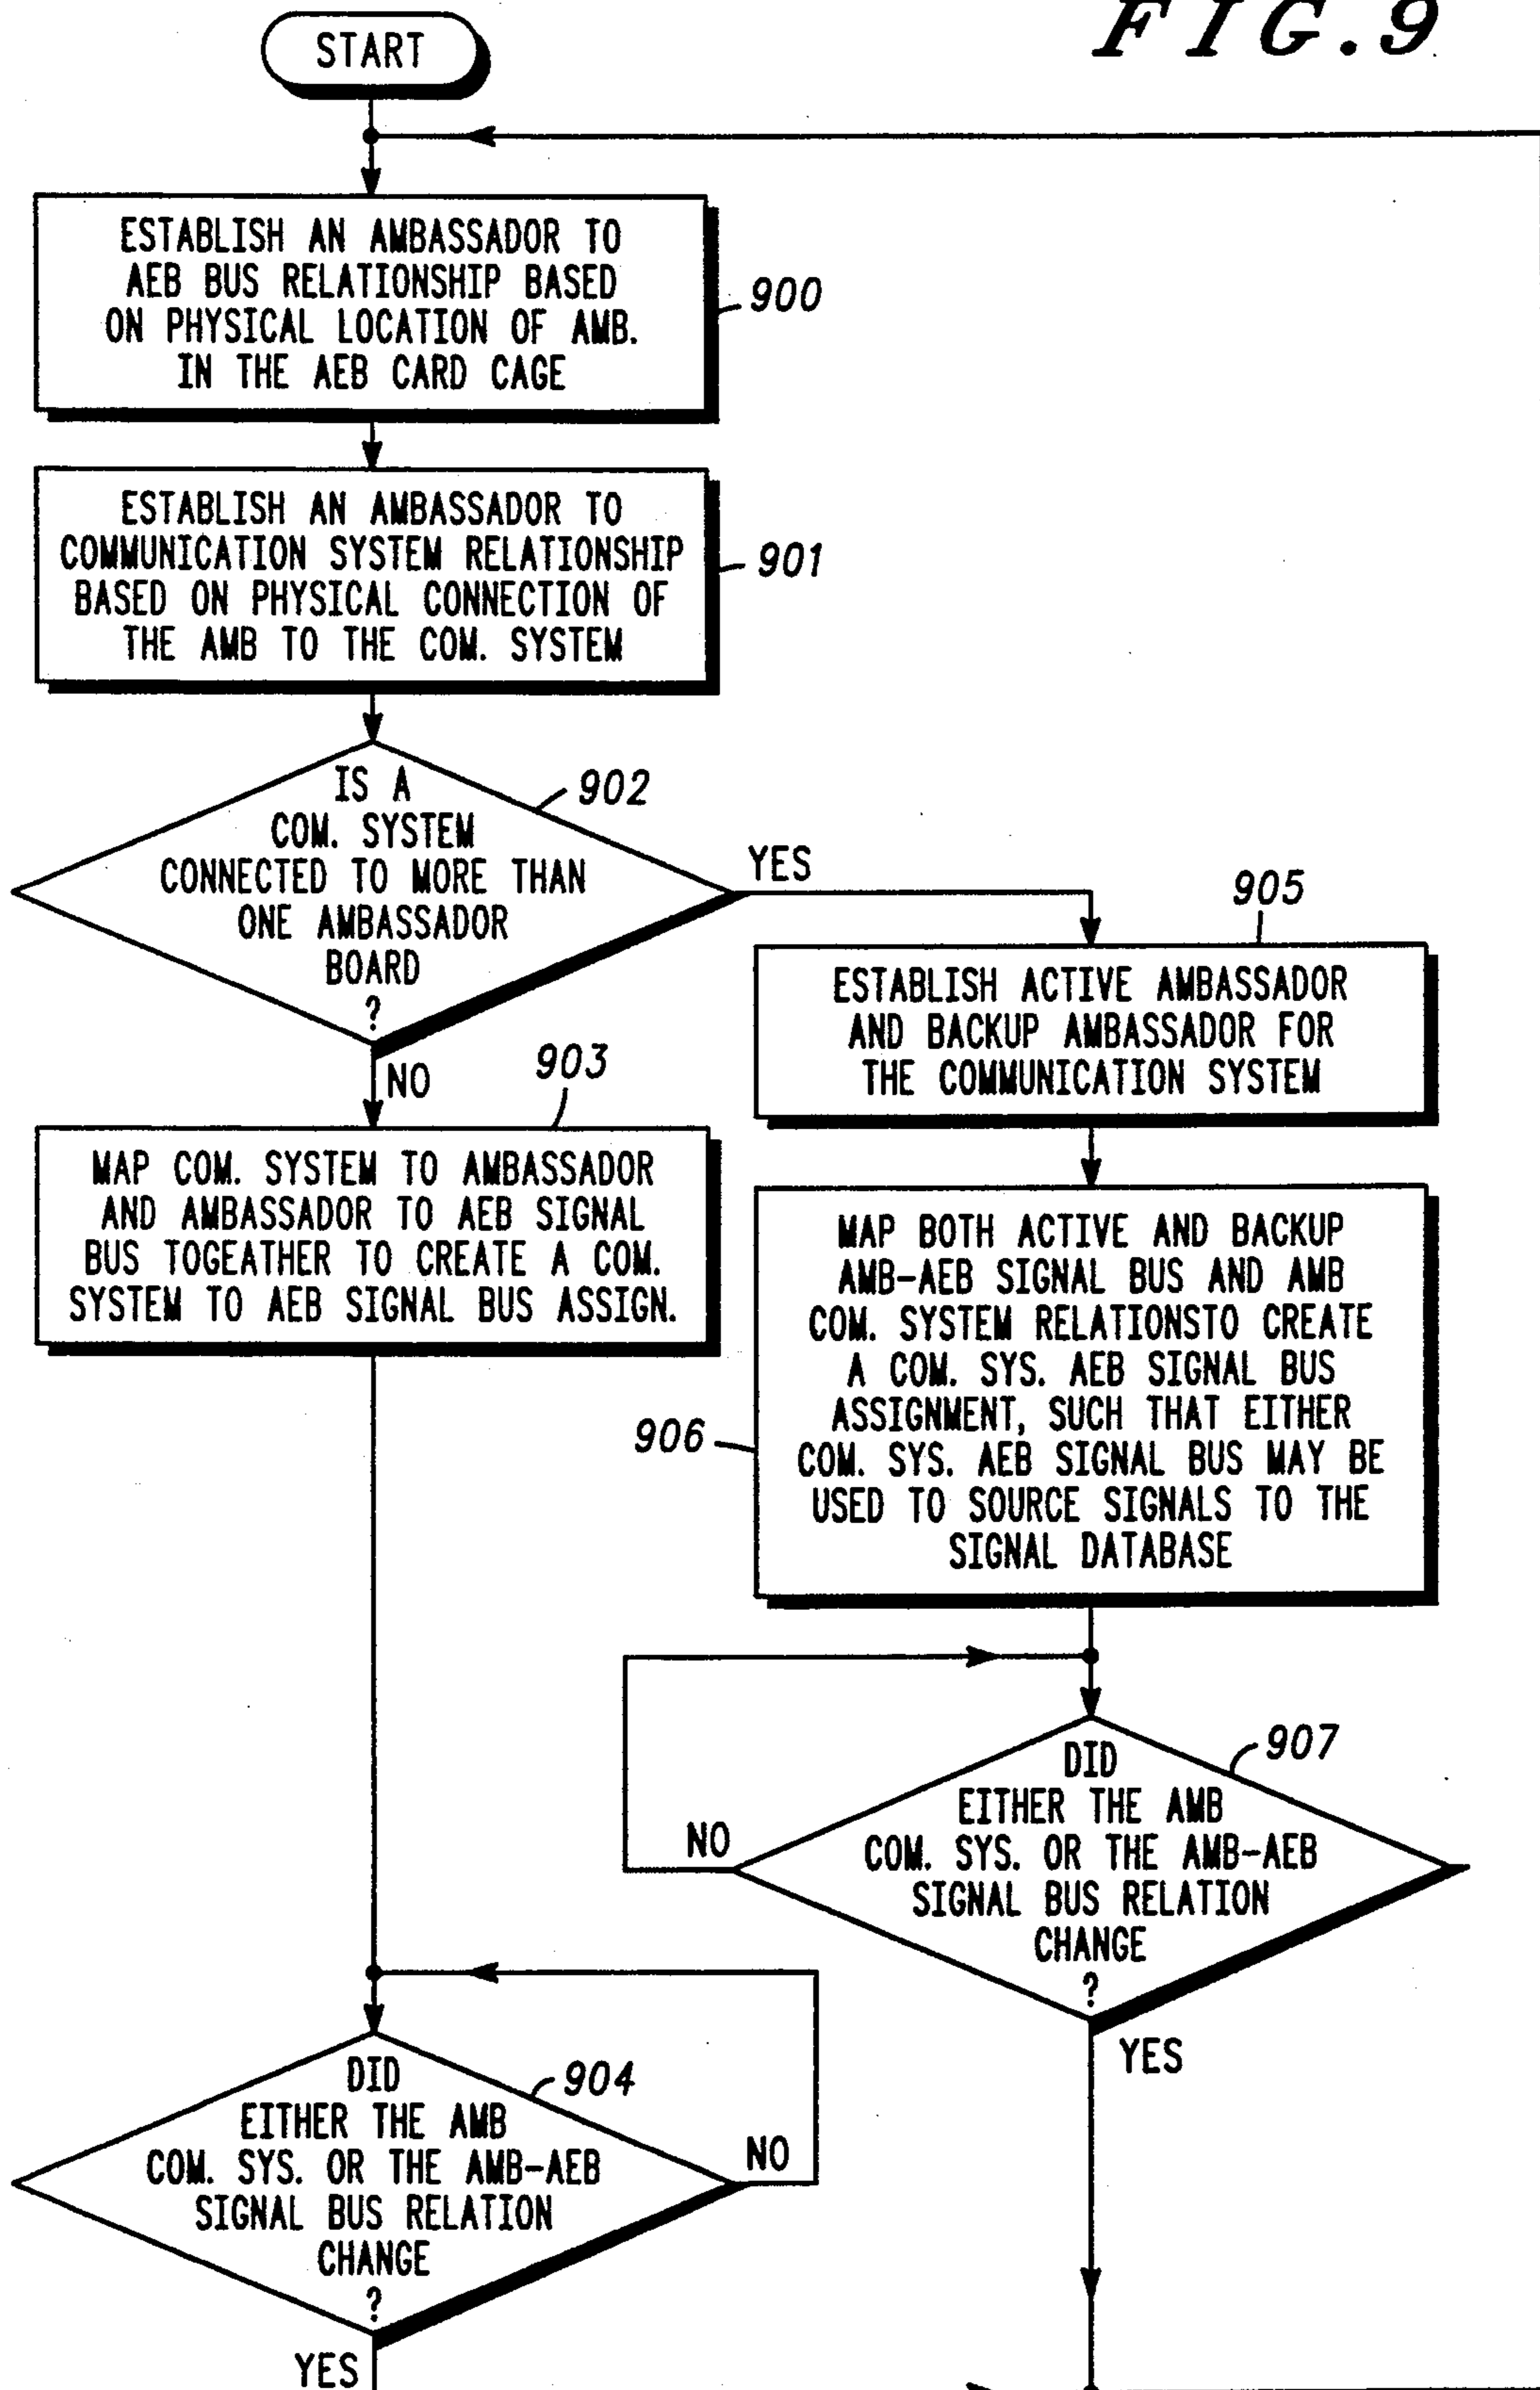 FIG. 9
START
ESTABLISH AN AMBASSADOR TO
AEB BUS RELATIONSHIP BASED
ON PHYSICAL LOCATION OF AMB.
IN THE AEB CARD CAGE
900
ESTABLISH AN AMBASSADOR TO
COMMUNICATION SYSTEM RELATIONSHIP
BASED ON PHYSICAL CONNECTION OF
THE AMB TO THE COM. SYSTEM
901
IS A
COM. SYSTEM
CONNECTED TO MORE THAN
ONE AMBASSADOR
BOARD
?
902
YES
NO
903
MAP COM. SYSTEM TO AMBASSADOR
AND AMBASSADOR TO AEB SIGNAL
BUS TOGEATHER TO CREATE A COM.
SYSTEM TO AEB SIGNAL BUS ASSIGN.
905
ESTABLISH ACTIVE AMBASSADOR
AND BACKUP AMBASSADOR FOR
THE COMMUNICATION SYSTEM
MAP BOTH ACTIVE AND BACKUP
AMB-AEB SIGNAL BUS AND AMB
COM. SYSTEM RELATIONSTO CREATE
A COM. SYS. AEB SIGNAL BUS
ASSIGNMENT, SUCH THAT EITHER
COM. SYS. AEB SIGNAL BUS MAY BE
USED TO SOURCE SIGNALS TO THE
SIGNAL DATABASE
906
DID
EITHER THE AMB
COM. SYS. OR THE AMB-AEB
SIGNAL BUS RELATION
CHANGE
?
907
NO
YES
DID
EITHER THE AMB
COM. SYS. OR THE AMB-AEB
SIGNAL BUS RELATION
CHANGE
?
904
NO
YES